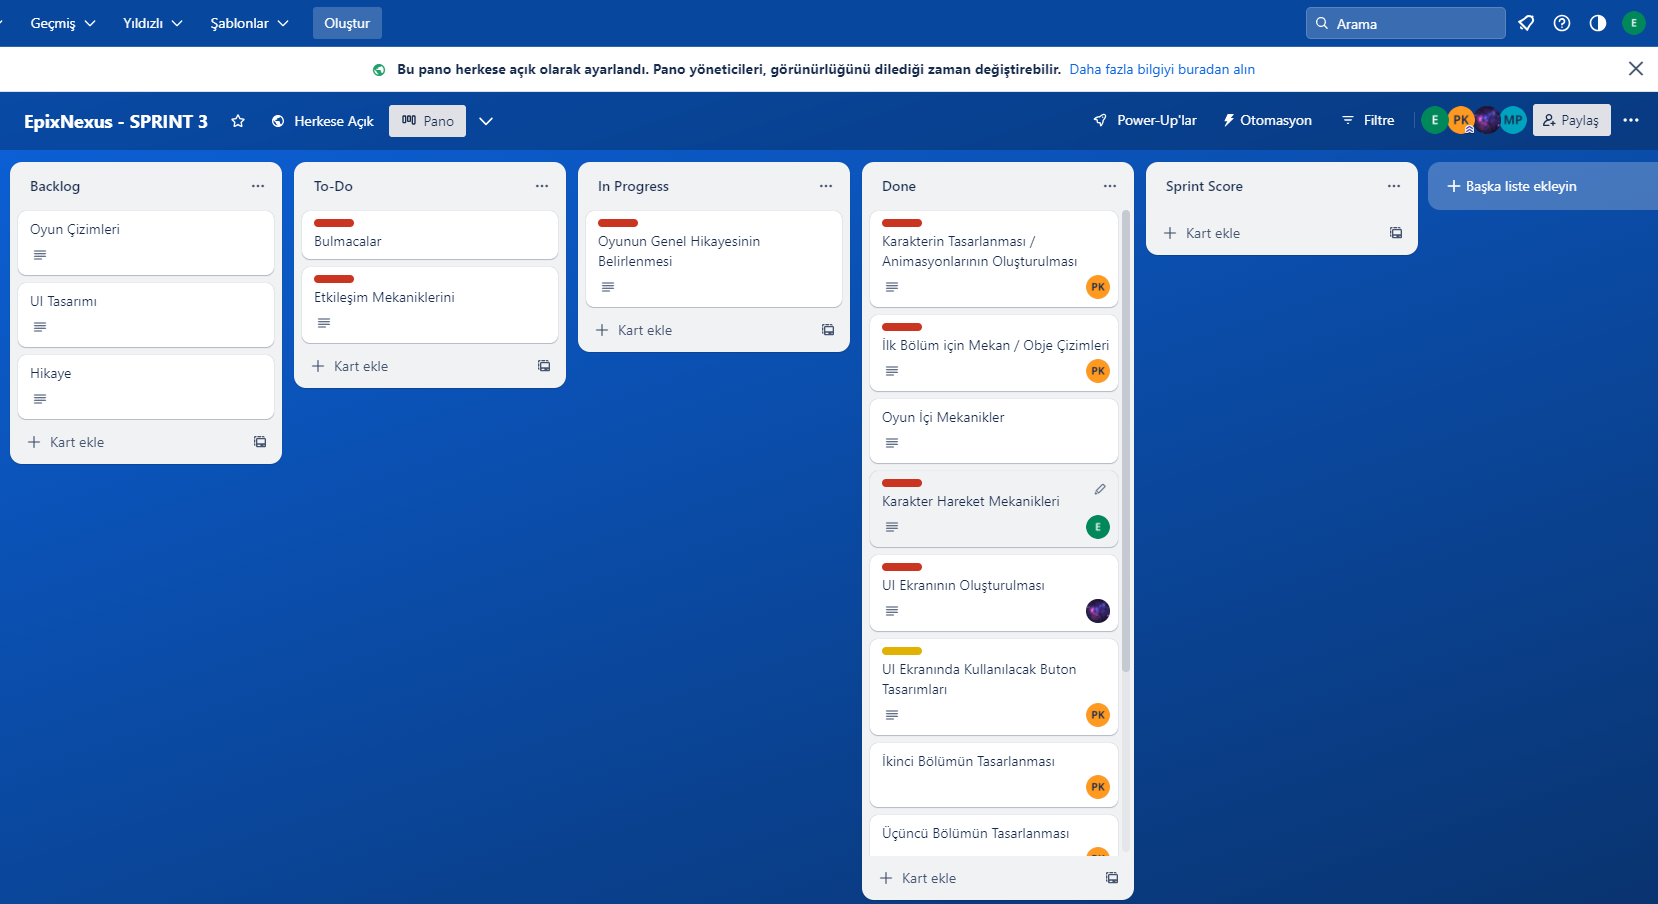 Geçmiş
Yıldızlı
Şablonlar
Oluştur
Arama
E
Bu pano herkese açık olarak ayarlandı. Pano yöneticileri, görünürlüğünü dilediği zaman değiştirebilir. Daha fazla bilgiyi buradan alın
EpixNexus - SPRINT 3
Herkese Açık
Pano
Power-Up'lar
Otomasyon
Filtre
E
PK
MP
Paylaş
Backlog
Oyun Çizimleri
UI Tasarımı
Hikaye
Kart ekle
To-Do
Bulmacalar
Etkileşim Mekaniklerini
Kart ekle
In Progress
Oyunun Genel Hikayesinin
Belirlenmesi
Kart ekle
Done
Karakterin Tasarlanması /
Animasyonlarının Oluşturulması
PK
İlk Bölüm için Mekan / Obje Çizimleri
PK
Oyun İçi Mekanikler
Karakter Hareket Mekanikleri
E
UI Ekranının Oluşturulması
UI Ekranında Kullanılacak Buton
Tasarımları
PK
İkinci Bölümün Tasarlanması
PK
Üçüncü Bölümün Tasarlanması
Kart ekle
Sprint Score
Kart ekle
Başka liste ekleyin